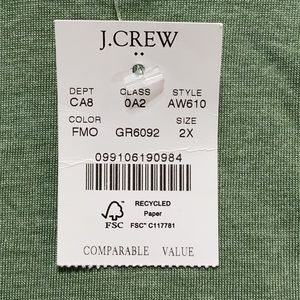 J.CREW
DEPT CLASS STYLE
CA8 0A2 AW610
COLOR SIZE
FMO GR6092 2X
099106190984
RECYCLED
Paper
FSC
FSC® C117781
COMPARABLE VALUE